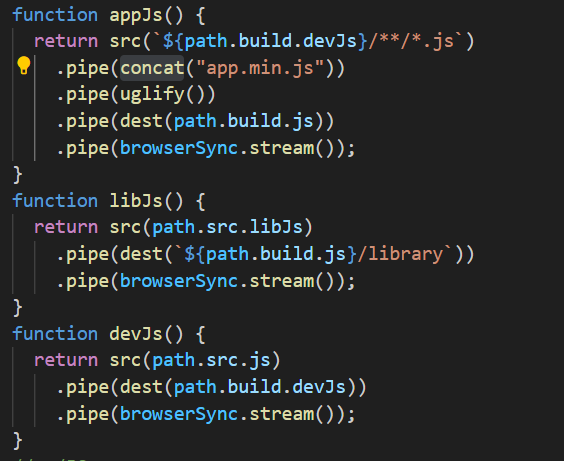 function appJs() {
  return src(`${path.build.devJs}/**/*.js`)
    .pipe(concat("app.min.js"))
    .pipe(uglify())
    .pipe(dest(path.build.js))
    .pipe(browserSync.stream());
}
function libJs() {
  return src(path.src.libJs)
    .pipe(dest(`${path.build.js}/library`))
    .pipe(browserSync.stream());
}
function devJs() {
  return src(path.src.js)
    .pipe(dest(path.build.devJs))
    .pipe(browserSync.stream());
}